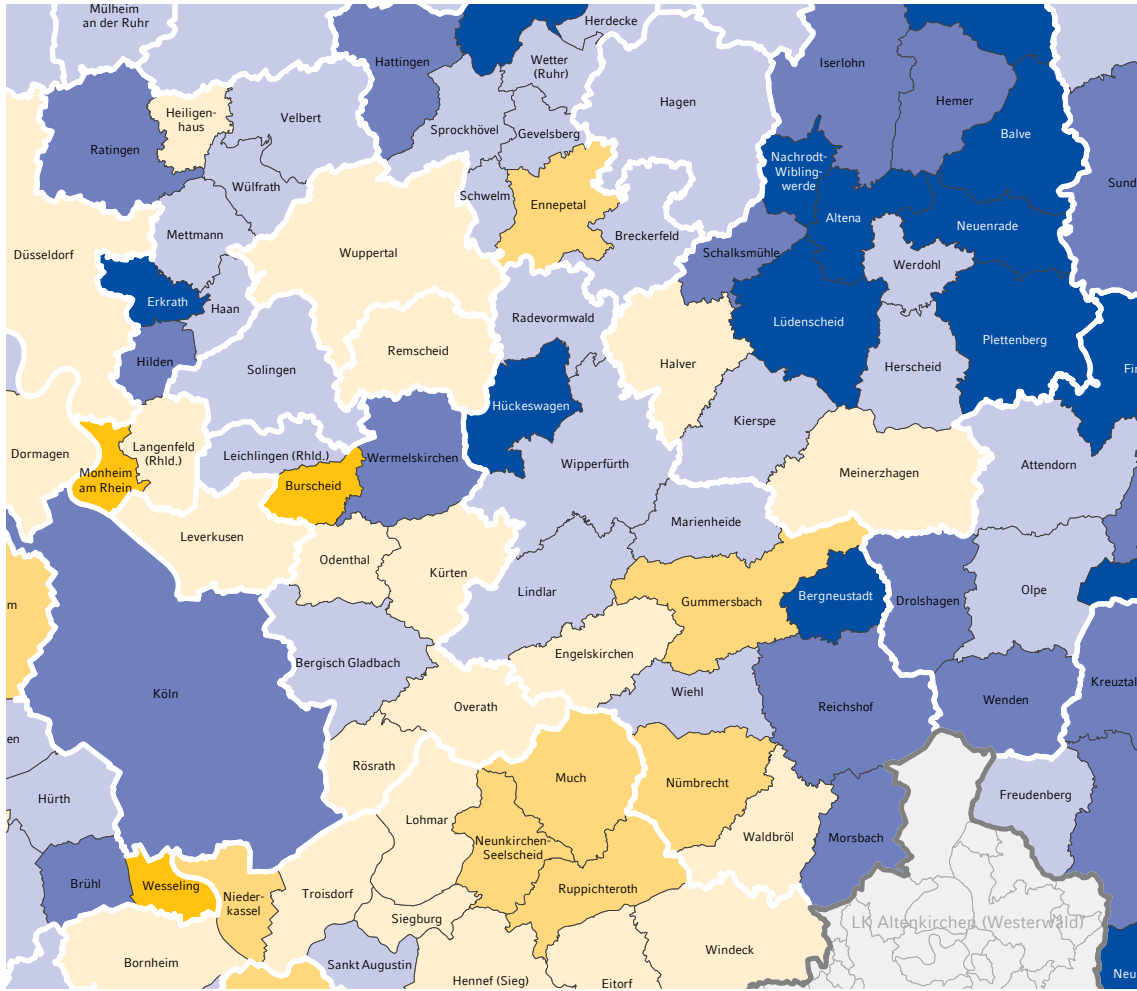 Mülheim
an der Ruhr
Herdecke
Hattingen
Wetter
(Ruhr)
Iserlohn
Hagen
Hemer
Heiligen-
haus
Velbert
Sprockhövel
Gevelsberg
Balve
Ratingen
Nachrodt-
Wibling-
werde
Wülfrath
Schwelm
Ennepetal
Sund
Altena
Neuenrade
Mettmann
Breckerfeld
Düsseldorf
Wuppertal
Schalksmühle
Werdohl
Erkrath
Haan
Radevormwald
Lüdenscheid
Plettenberg
Hilden
Solingen
Remscheid
Halver
Herscheid
Fin
Hückeswagen
Kierspe
Dormagen
Langenfeld
(Rhld.)
Leichlingen (Rhld.)
Wermelskirchen
Wipperfürth
Attendorn
Monheim
am Rhein
Burscheid
Meinerzhagen
Leverkusen
Marienheide
Odenthal
Kürten
Lindlar
Gummersbach
Bergneustadt
Drolshagen
Olpe
m
Bergisch Gladbach
Engelskirchen
Köln
Wiehl
Kreuztal
Overath
Reichshof
Wenden
en
Rösrath
Much
Nümbrecht
Hürth
Freudenberg
Lohmar
Waldbröl
Morsbach
Neunkirchen-
Seelscheid
Brühl
Wesseling
Nieder-
kassel
Troisdorf
Ruppichteroth
Siegburg
LK Altenkirchen (Westerwald)
Bornheim
Sankt Augustin
Windeck
Hennef (Sieg)
Eitorf
Neu